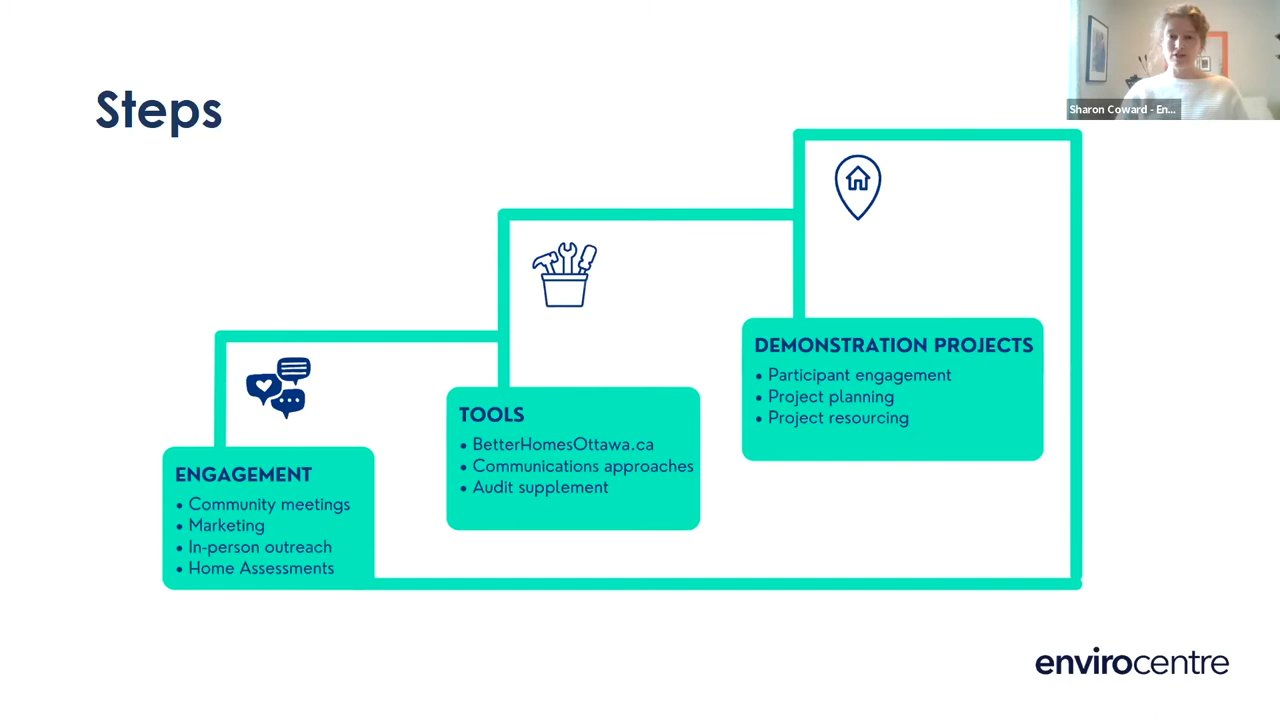 Steps
Sharon Coward - En...
ENGAGEMENT
• Community meetings
• Marketing
• In-person outreach
• Home Assessments
TOOLS
• BetterHomesOttawa.ca
• Communications approaches
• Audit supplement
DEMONSTRATION PROJECTS
• Participant engagement
• Project planning
• Project resourcing
envirocentre